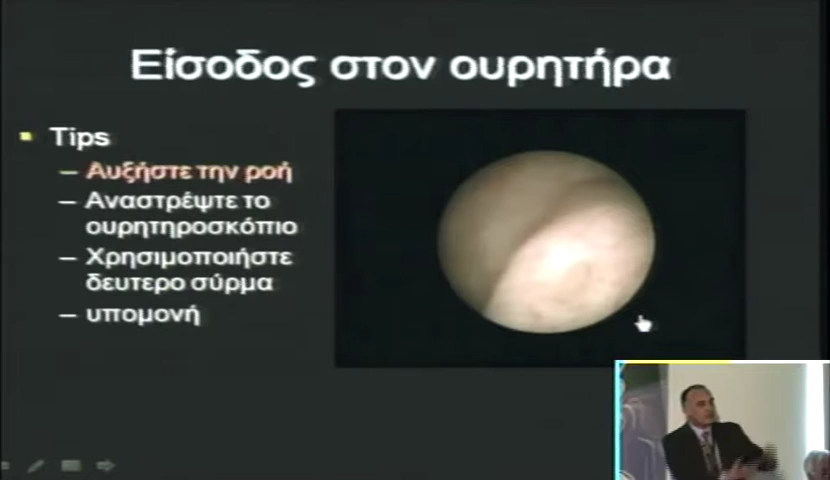 Είσοδος στον ουρητήρα
Tips
– Αυξήστε την ροή
– Αναστρέψτε το
ουρητηροσκόπιο
– Χρησιμοποιήστε
δευτερο σύρμα
– υπομονή